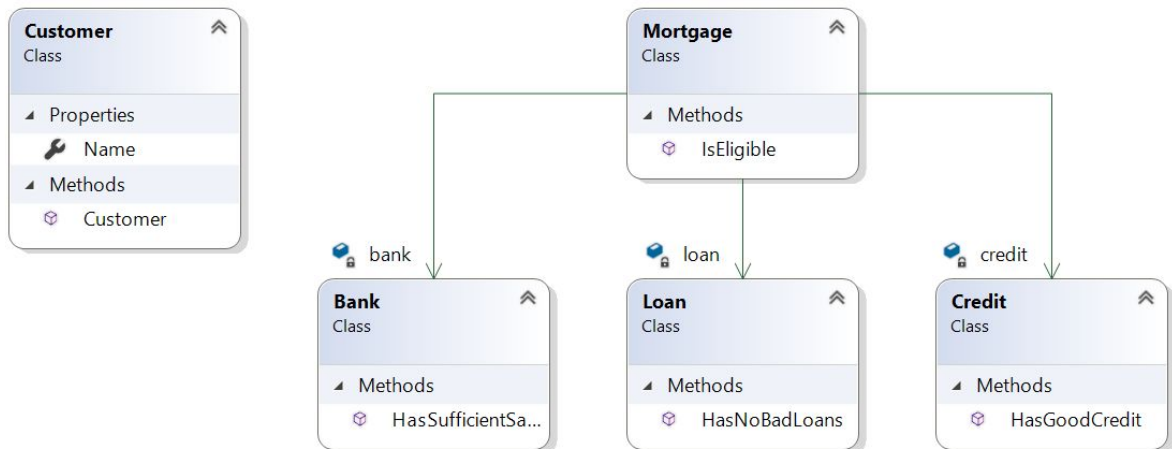 Customer
Class
Properties
Name
Methods
Customer
Mortgage
Class
Methods
IsEligible
bank
loan
credit
Bank
Class
Methods
HasSufficientSa...
Loan
Class
Methods
HasNoBadLoans
Credit
Class
Methods
HasGoodCredit